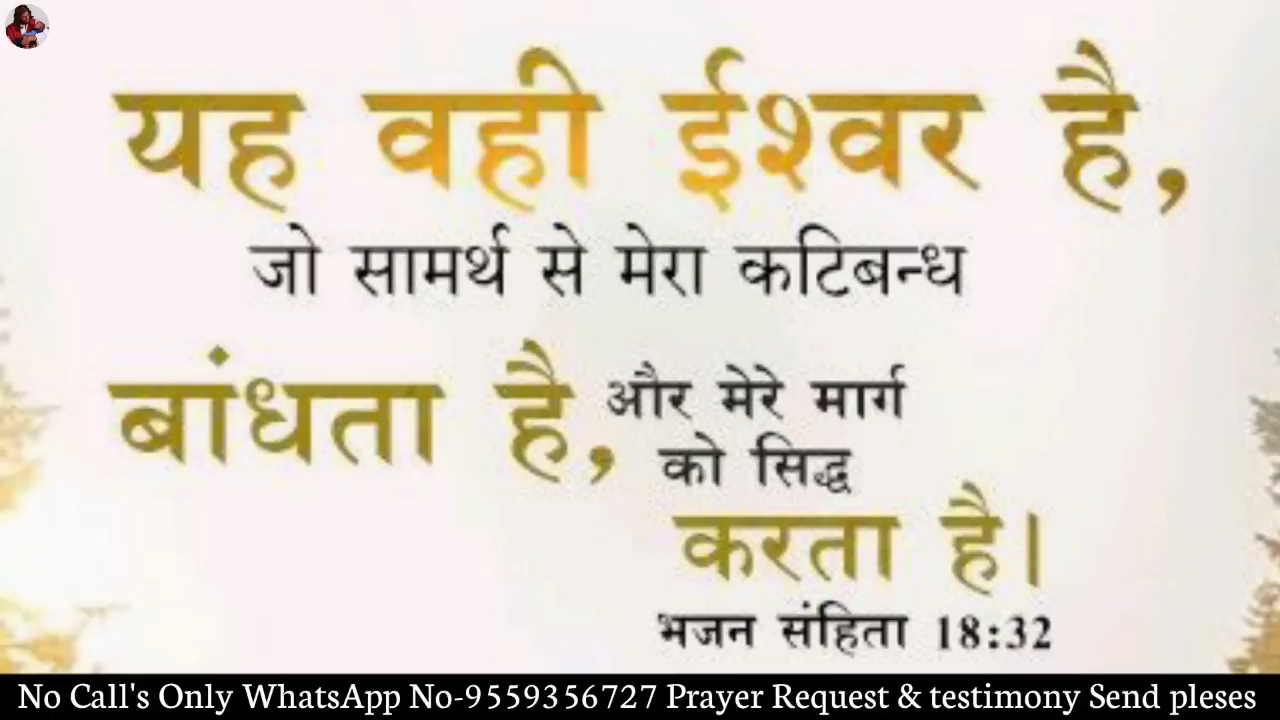 यह वही ईश्वर है,
जो सामर्थ से मेरा कटिबन्ध
बांधता है, और मेरे मार्ग
को सिद्ध
करता है।
भजन संहिता 18:32
No Call's Only WhatsApp No-9559356727 Prayer Request & testimony Send pleses